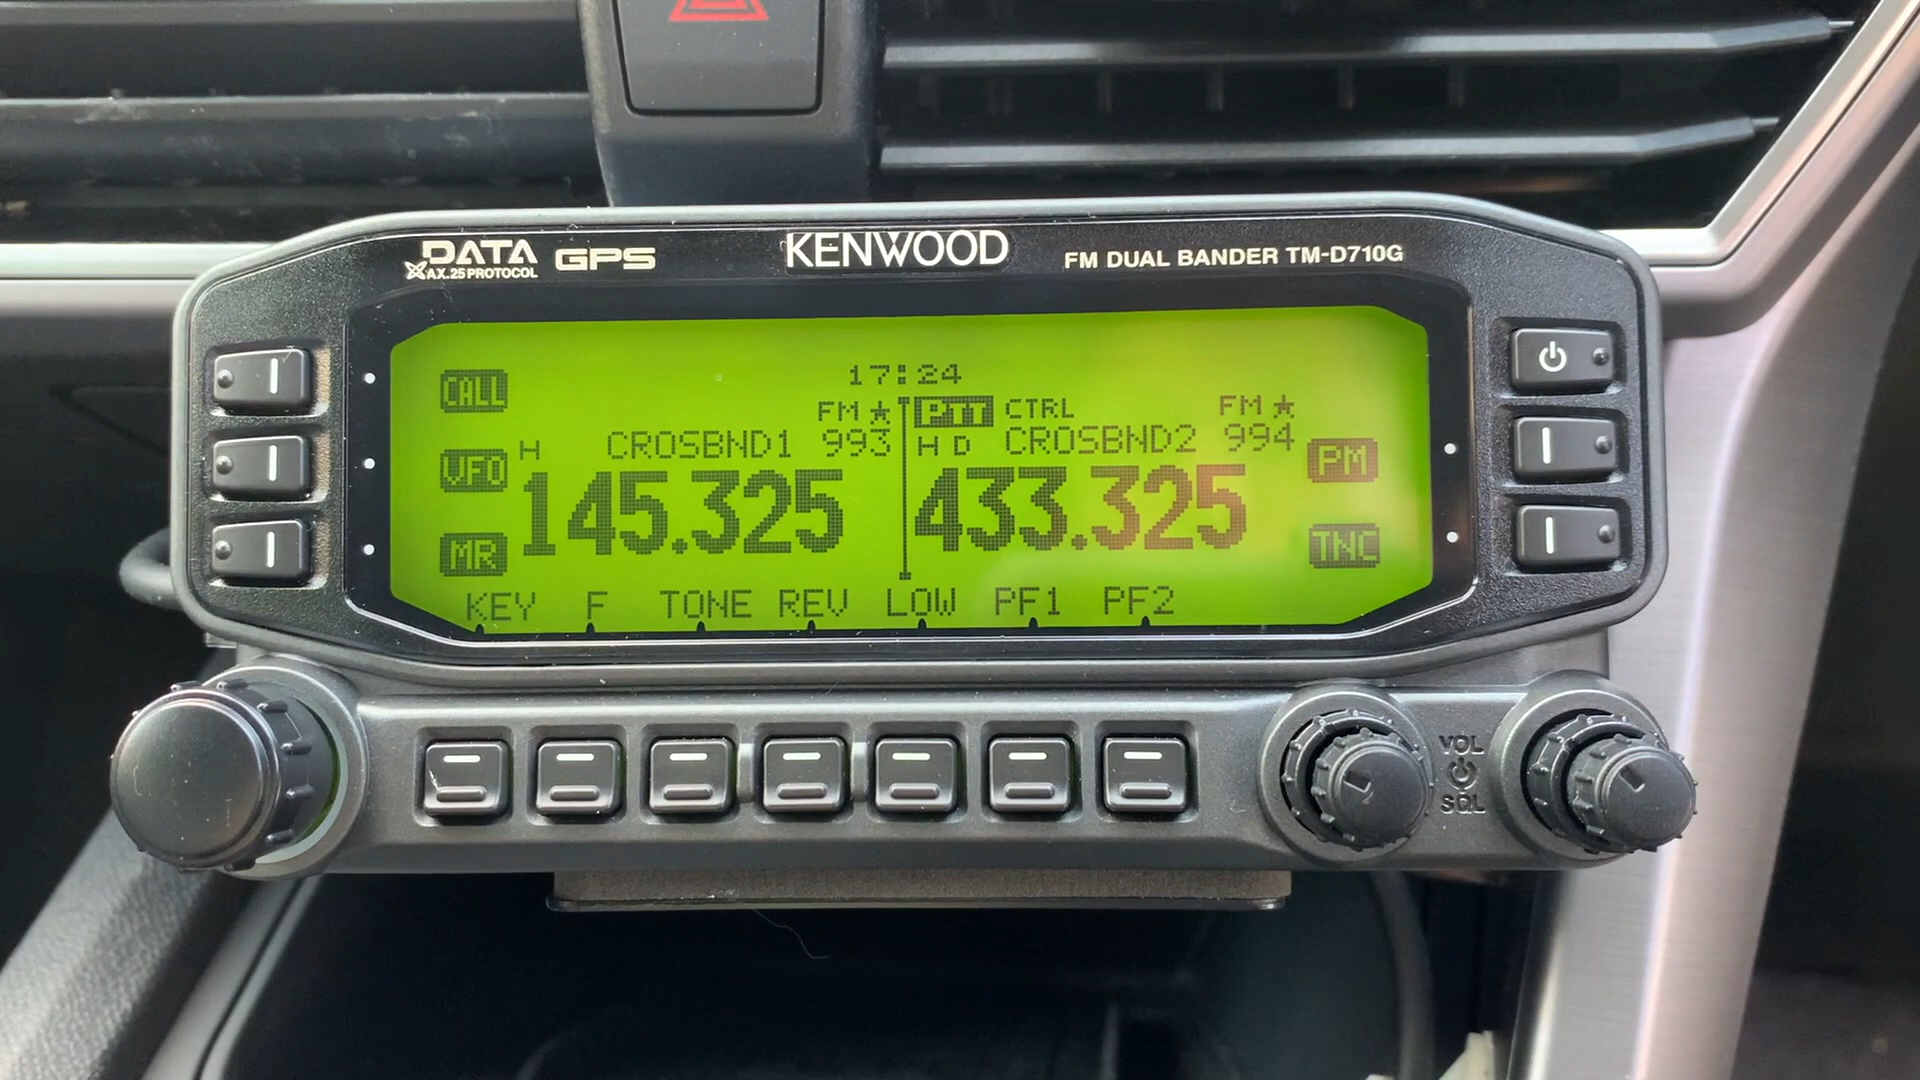 DATA GPS KENWOOD FM DUAL BANDER TM-D710G
AX.25 PROTOCOL
17:24
CALL
FM ★ PTT CTRL FM ★
H CROSBND1 993 H D CROSBND2 994
VFO 145.325 433.325 PM
MR TNC
KEY F TONE REV LOW PF1 PF2
VOL
SQL